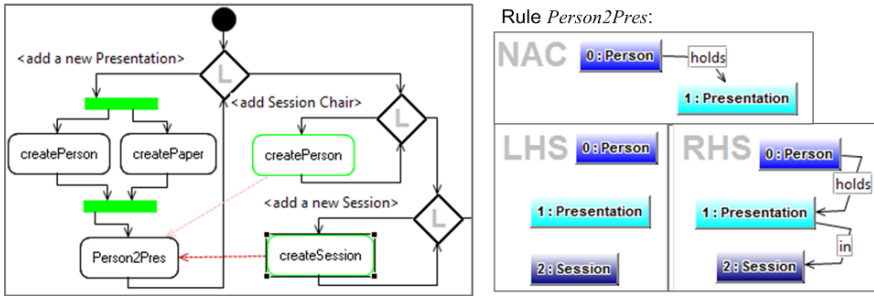 <add a new Presentation>
L
<add Session Chair>
L
createPerson
createPaper
createPerson
<add a new Session>
L
Person2Pres
createSession
Rule Person2Pres:
NAC
0:Person
holds
1:Presentation
LHS
0:Person
1:Presentation
2:Session
RHS
0:Person
holds
1:Presentation
in
2:Session